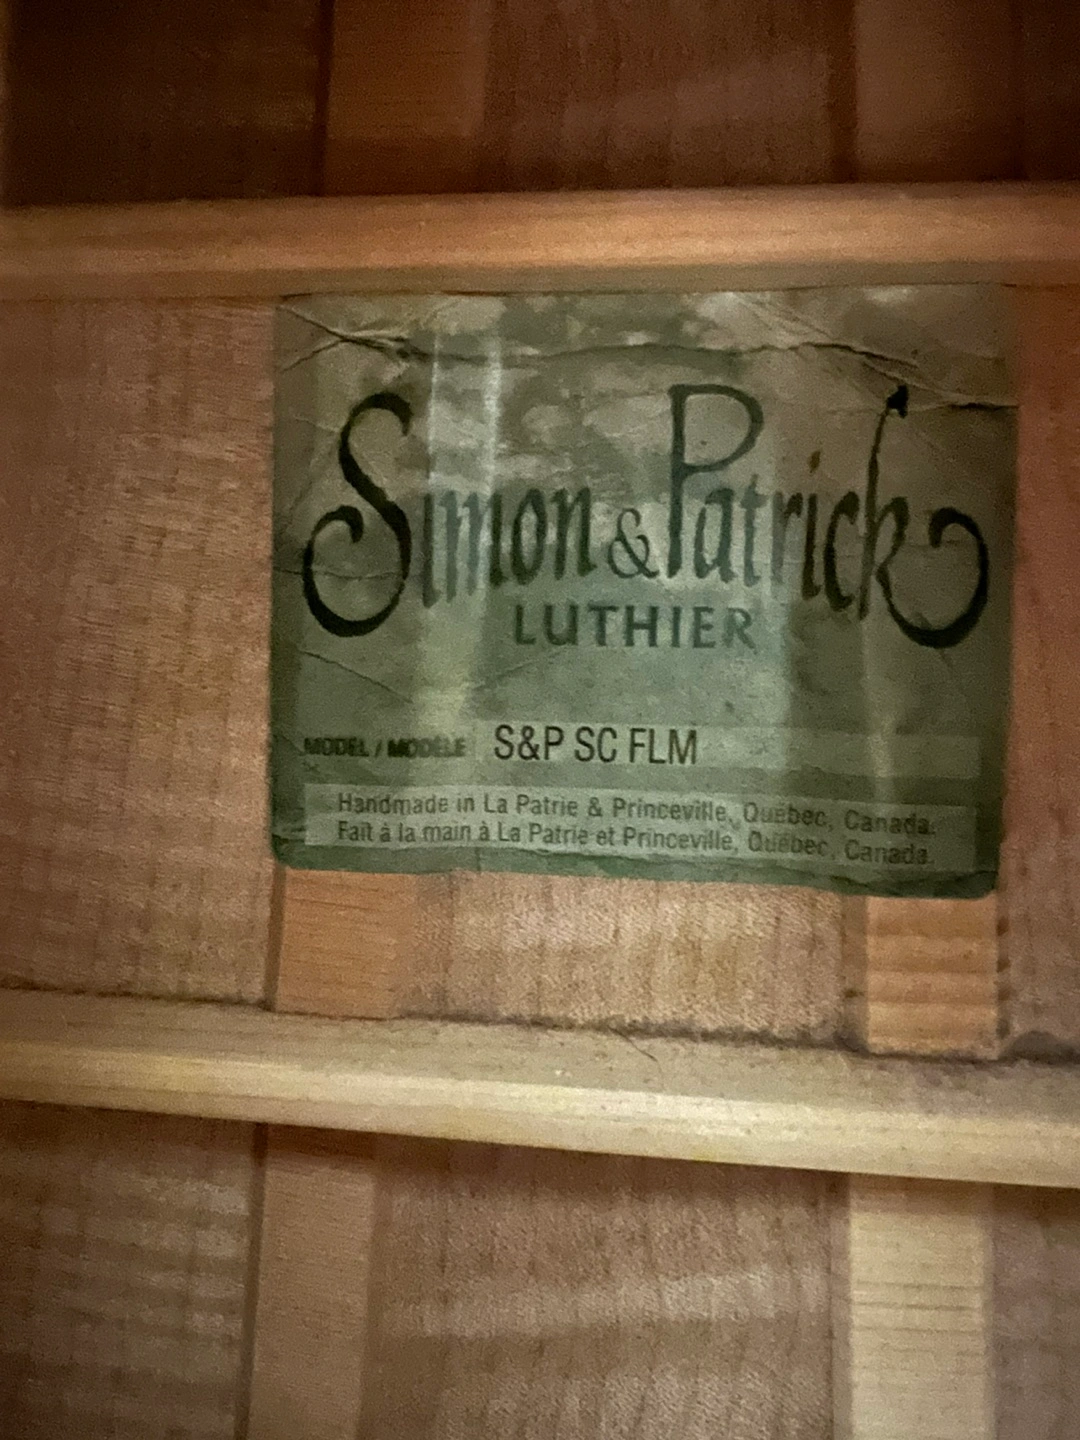 Simon & Patrick
LUTHIER
MODEL / MODÈLE S&P SC FLM
Handmade in La Patrie & Princeville, Québec, Canada.
Fait à la main à La Patrie et Princeville, Québec, Canada.